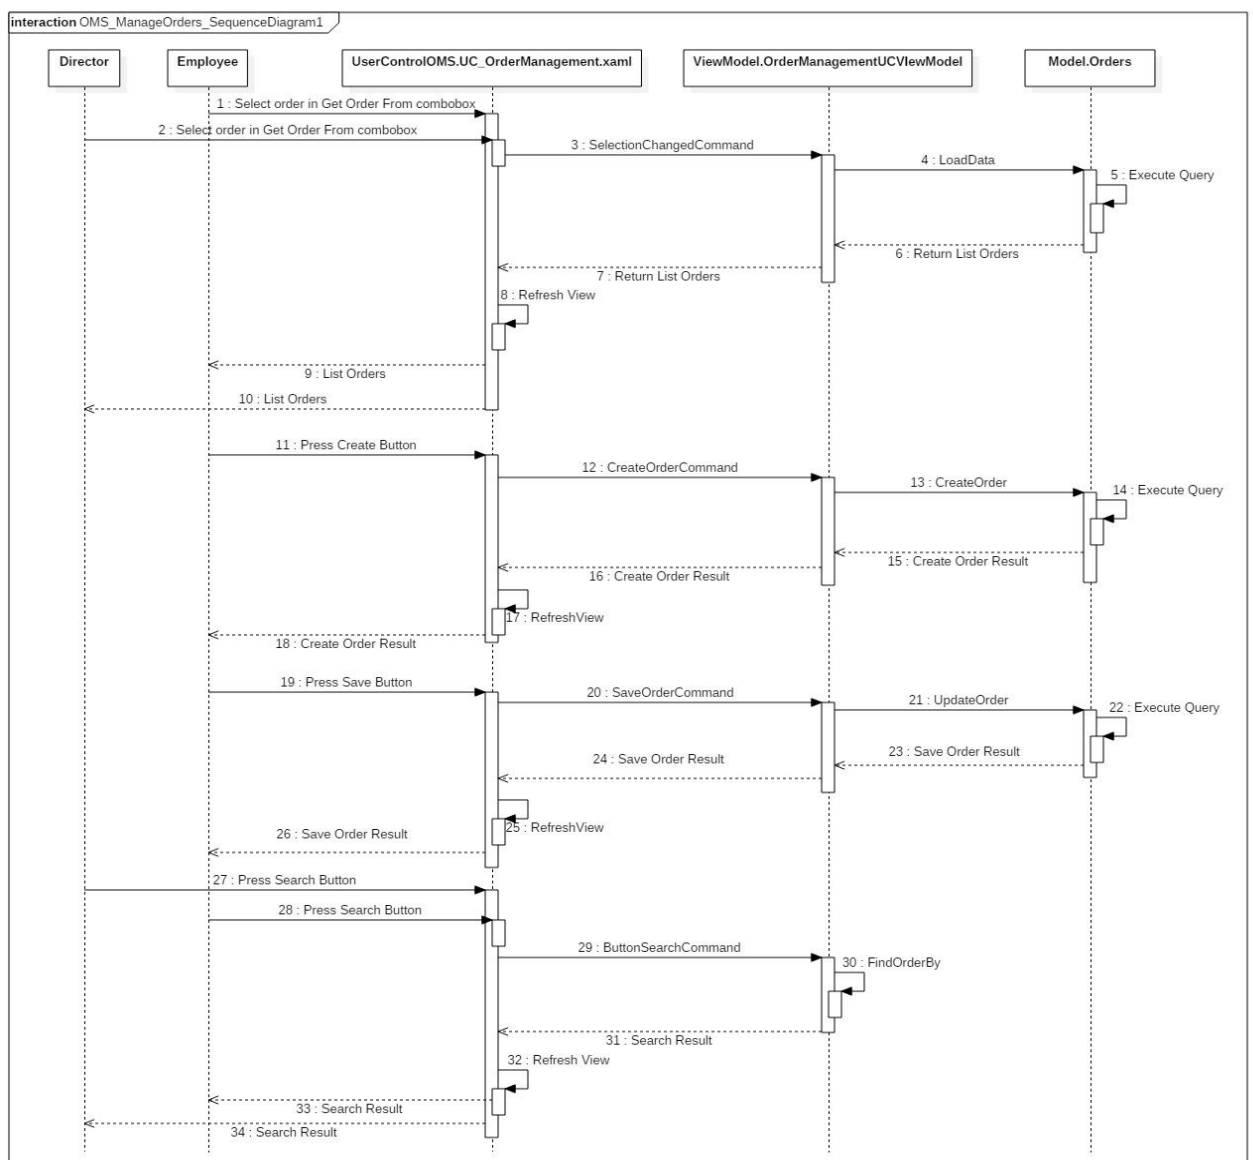 interaction OMS_ManageOrders_SequenceDiagram1
Director
Employee
UserControlOMS.UC_OrderManagement.xaml
ViewModel.OrderManagementUCVIewModel
Model.Orders
1 : Select order in Get Order From combobox
2 : Select order in Get Order From combobox
3 : SelectionChangedCommand
4 : LoadData
5 : Execute Query
6 : Return List Orders
7 : Return List Orders
8 : Refresh View
9 : List Orders
10 : List Orders
11 : Press Create Button
12 : CreateOrderCommand
13 : CreateOrder
14 : Execute Query
15 : Create Order Result
16 : Create Order Result
17 : RefreshView
18 : Create Order Result
19 : Press Save Button
20 : SaveOrderCommand
21 : UpdateOrder
22 : Execute Query
23 : Save Order Result
24 : Save Order Result
25 : RefreshView
26 : Save Order Result
27 : Press Search Button
28 : Press Search Button
29 : ButtonSearchCommand
30 : FindOrderBy
31 : Search Result
32 : Refresh View
33 : Search Result
34 : Search Result